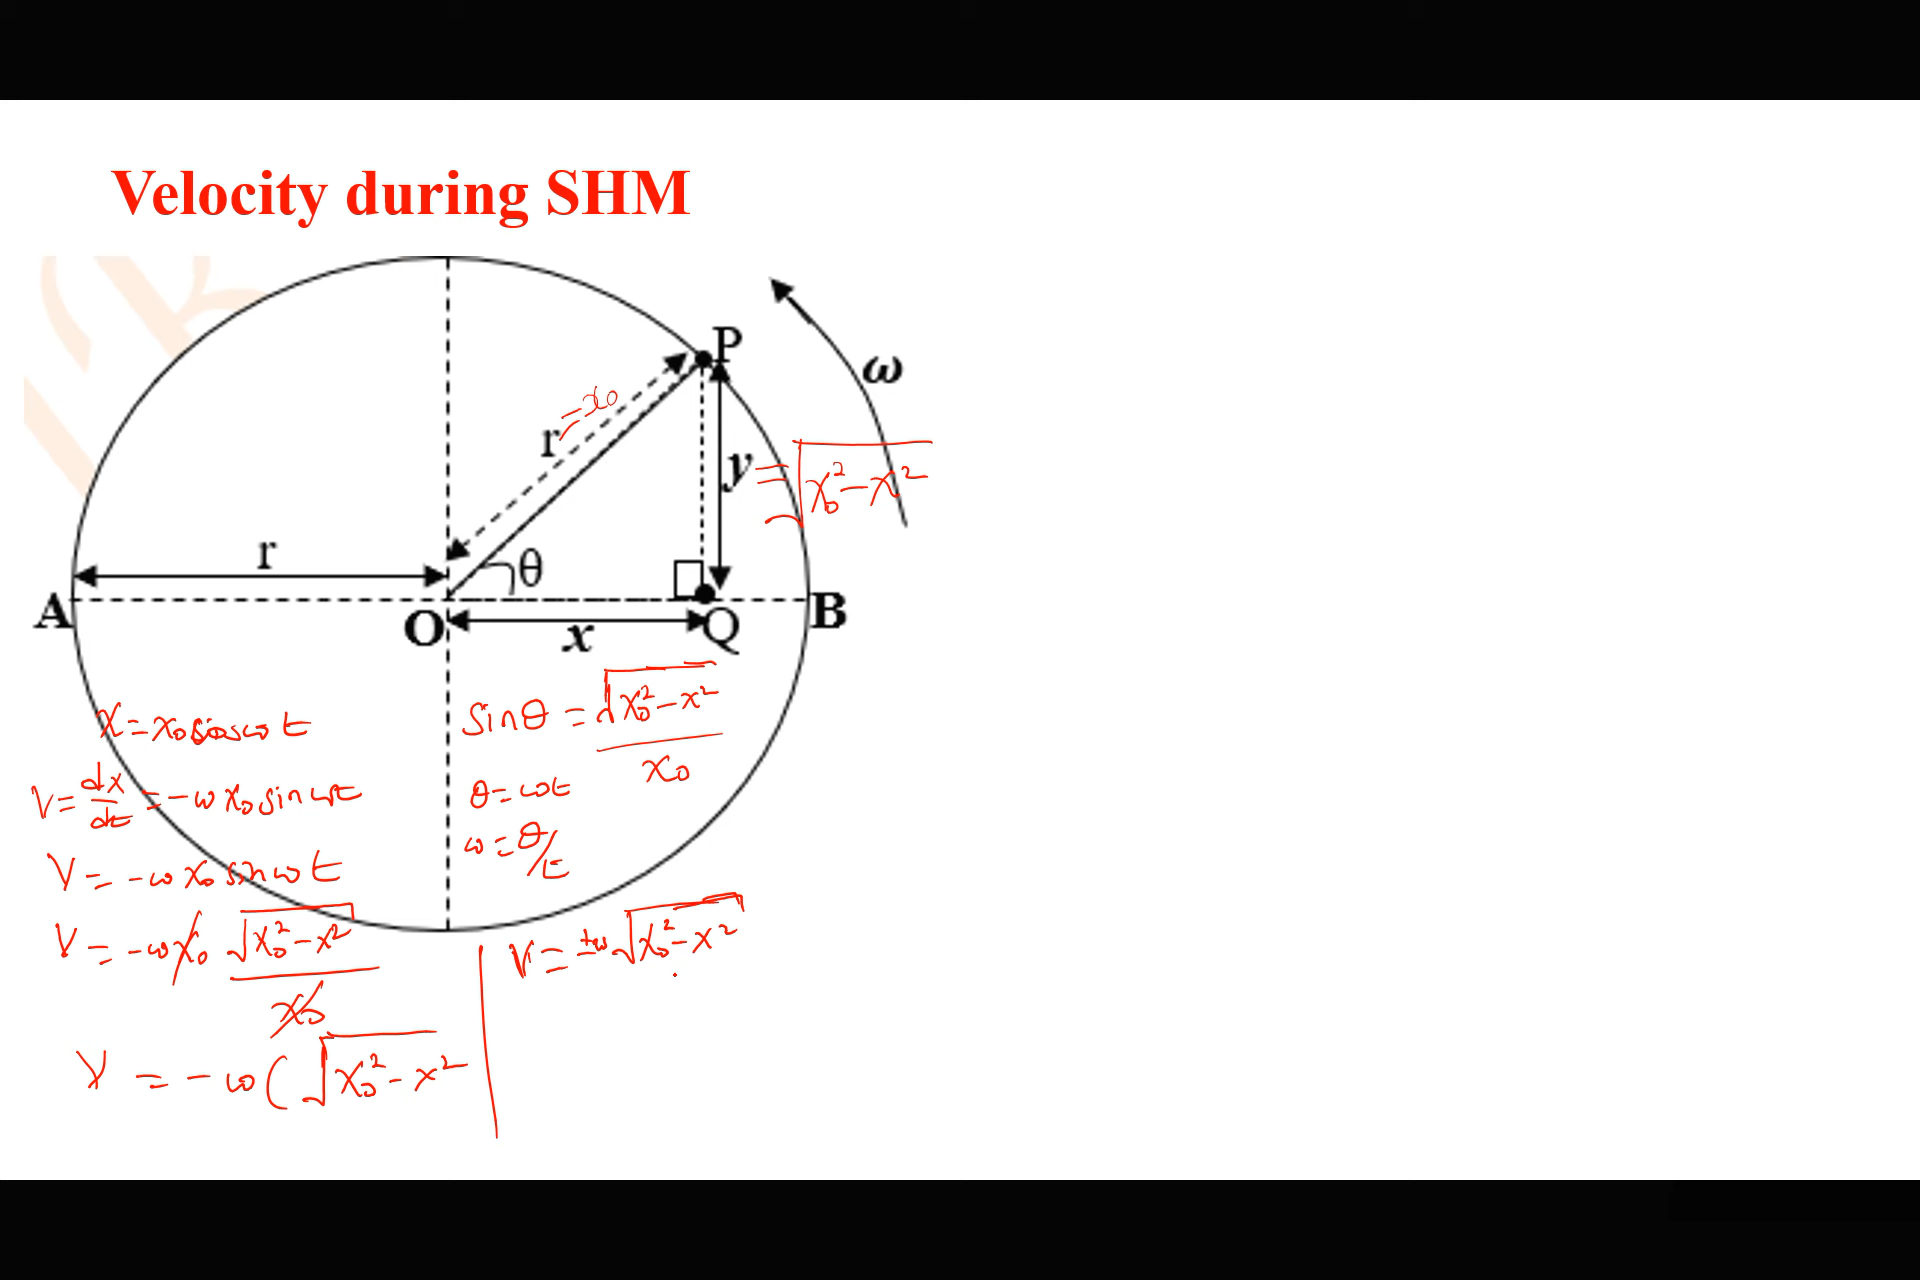 Velocity during SHM
P
ω
r = x₀
y = √(x₀² − x²)
r
θ
A
O
x
Q
B
x = x₀ cos ωt
v = dx/dt = −ω x₀ sin ωt
v = −ω x₀ sin ωt
v = −ω x₀ √(x₀² − x²) / x₀
v = −ω(√(x₀² − x²)
sinθ = √(x₀² − x²) / x₀
θ = ωt
ω = θ/t
v = ±ω √(x₀² − x²)